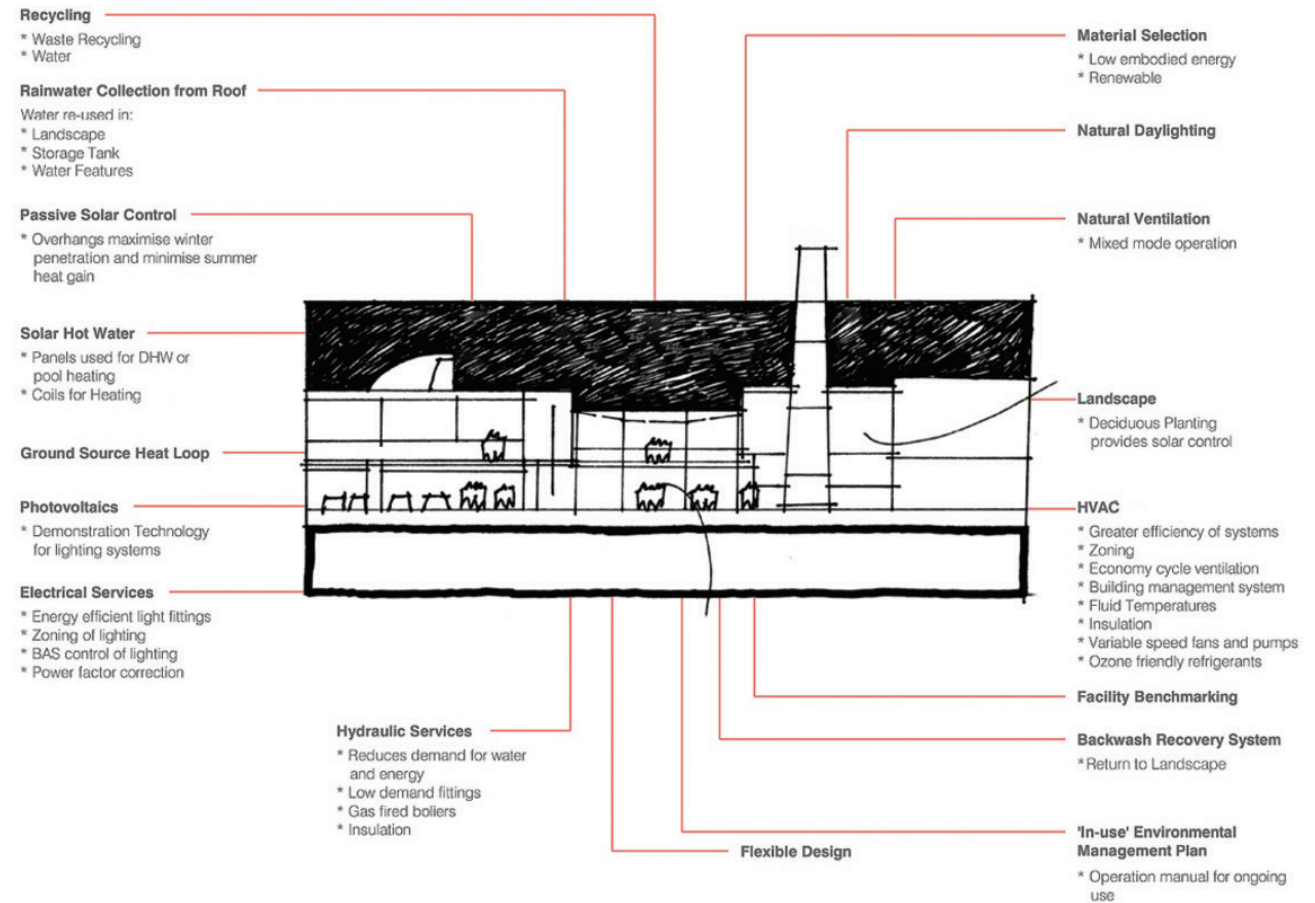 Recycling
* Waste Recycling
* Water
Rainwater Collection from Roof
Water re-used in:
* Landscape
* Storage Tank
* Water Features
Passive Solar Control
* Overhangs maximise winter
penetration and minimise summer
heat gain
Solar Hot Water
* Panels used for DHW or
pool heating
* Coils for Heating
Ground Source Heat Loop
Photovoltaics
* Demonstration Technology
for lighting systems
Electrical Services
* Energy efficient light fittings
* Zoning of lighting
* BAS control of lighting
* Power factor correction
Hydraulic Services
* Reduces demand for water
and energy
* Low demand fittings
* Gas fired boliers
* Insulation
Flexible Design
Material Selection
* Low embodied energy
* Renewable
Natural Daylighting
Natural Ventilation
* Mixed mode operation
Landscape
* Deciduous Planting
provides solar control
HVAC
* Greater efficiency of systems
* Zoning
* Economy cycle ventilation
* Building management system
* Fluid Temperatures
* Insulation
* Variable speed fans and pumps
* Ozone friendly refrigerants
Facility Benchmarking
Backwash Recovery System
*Return to Landscape
'In-use' Environmental
Management Plan
* Operation manual for ongoing
use